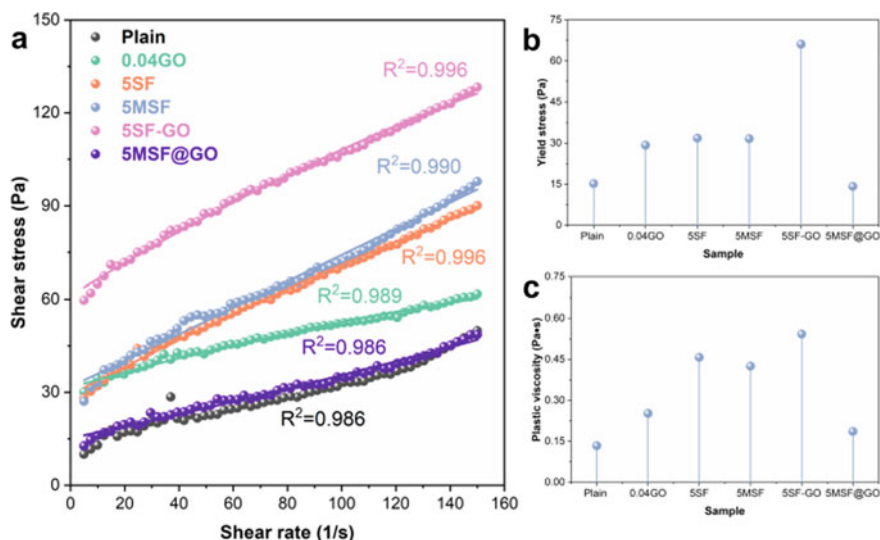 a
Shear stress (Pa)
150
120
90
60
30
0
Plain
0.04GO
5SF
5MSF
5SF-GO
5MSF@GO
R²=0.996
R²=0.990
R²=0.996
R²=0.989
R²=0.986
R²=0.986
0 20 40 60 80 100 120 140 160
Shear rate (1/s)
b
Yield stress (Pa)
75
60
45
30
15
0
Plain 0.04GO 5SF 5MSF 5SF-GO 5MSF@GO
Sample
c
Plastic viscosity (Pa•s)
0.75
0.60
0.45
0.30
0.15
0.00
Plain 0.04GO 5SF 5MSF 5SF-GO 5MSF@GO
Sample